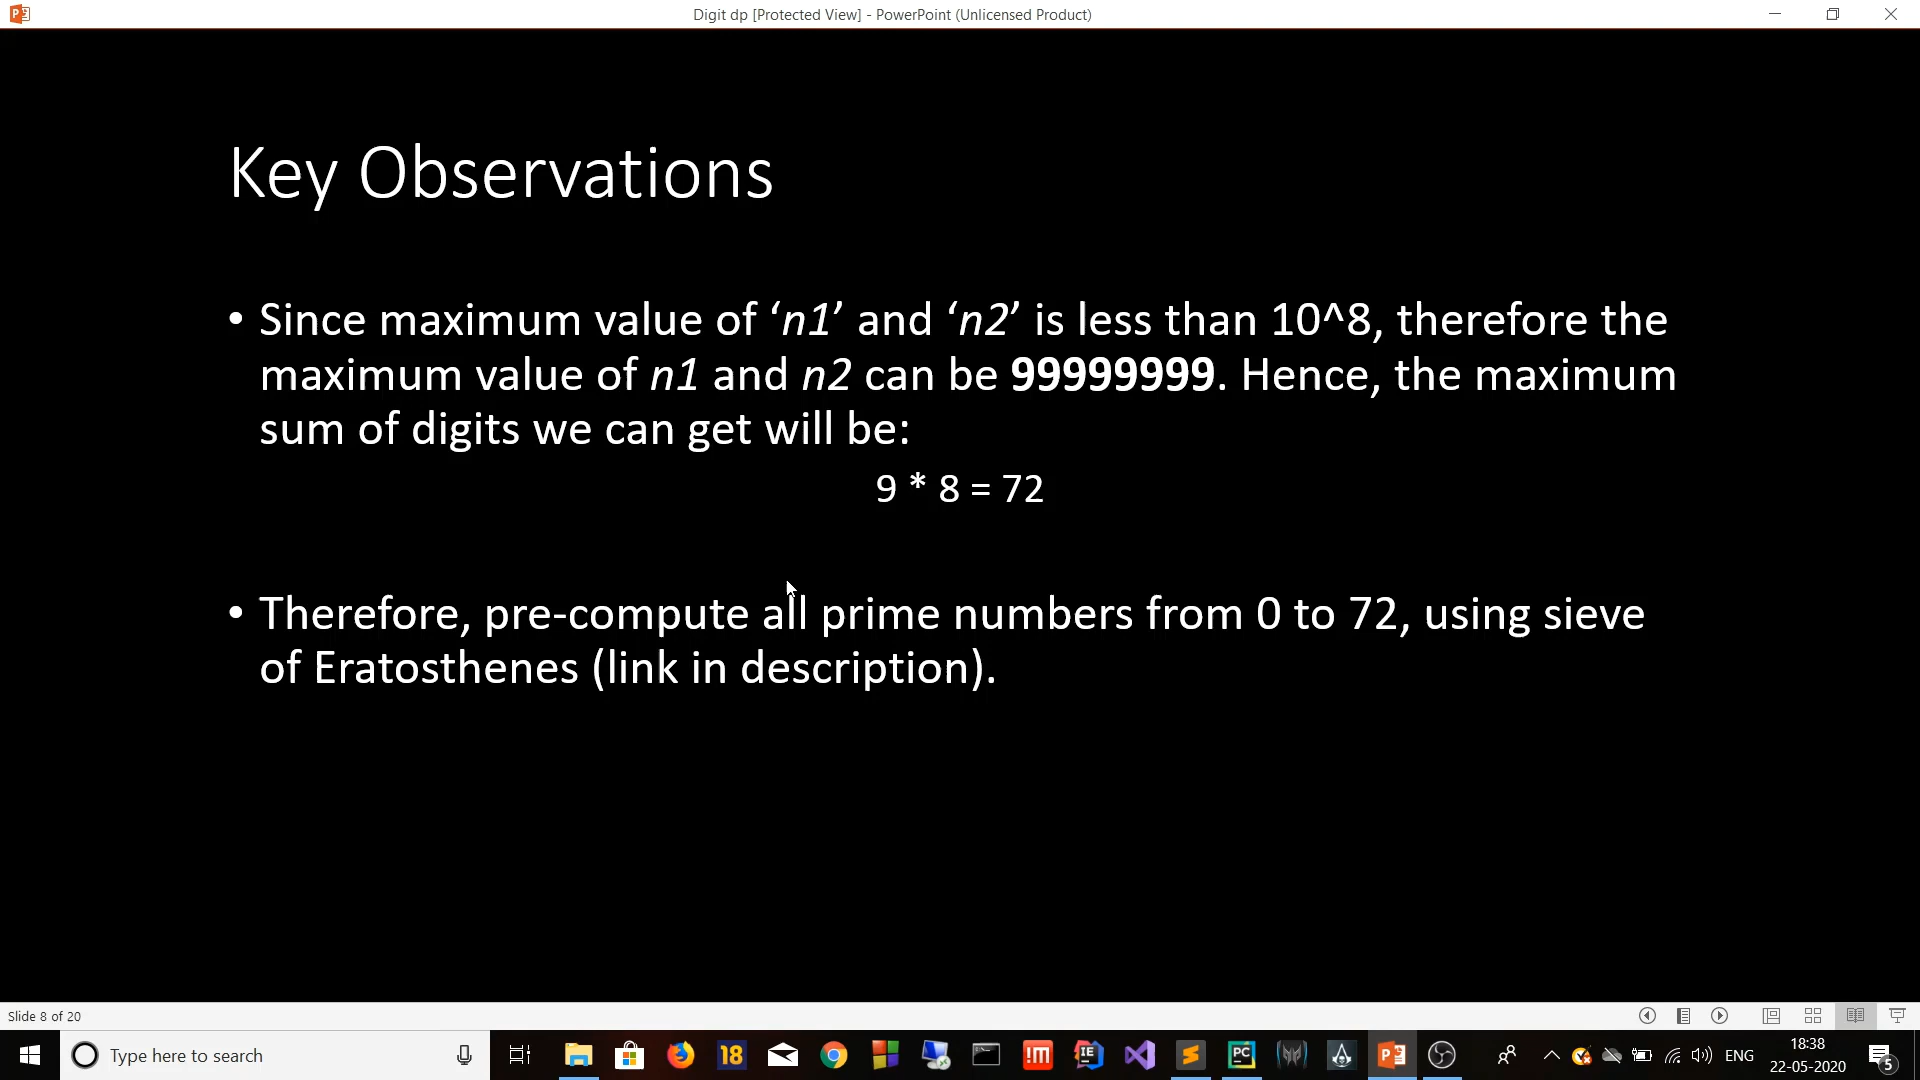 Digit dp [Protected View] - PowerPoint (Unlicensed Product)
Key Observations
• Since maximum value of ‘n1’ and ‘n2’ is less than 10^8, therefore the
maximum value of n1 and n2 can be 99999999. Hence, the maximum
sum of digits we can get will be:
9 * 8 = 72
• Therefore, pre-compute all prime numbers from 0 to 72, using sieve
of Eratosthenes (link in description).
Slide 8 of 20
Type here to search
18
!m
IE
PC
ENG
18:38
22-05-2020
5